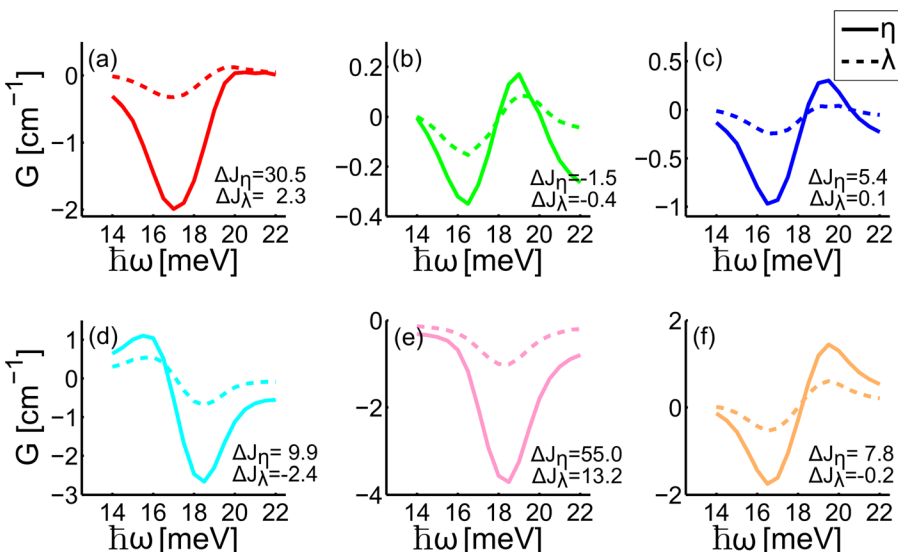 η
λ
(a)
(b)
(c)
G [cm⁻¹]
0
−1
−2
0.2
0
−0.2
−0.4
0.5
0
−0.5
−1
ΔJη=30.5
ΔJλ= 2.3
ΔJη=-1.5
ΔJλ=-0.4
ΔJη=5.4
ΔJλ=0.1
14 16 18 20 22
14 16 18 20 22
14 16 18 20 22
ħω [meV]
ħω [meV]
ħω [meV]
(d)
(e)
(f)
G [cm⁻¹]
1
0
−1
−2
−3
0
−2
−4
2
0
−2
ΔJη= 9.9
ΔJλ=-2.4
ΔJη=55.0
ΔJλ=13.2
ΔJη= 7.8
ΔJλ=-0.2
14 16 18 20 22
14 16 18 20 22
14 16 18 20 22
ħω [meV]
ħω [meV]
ħω [meV]